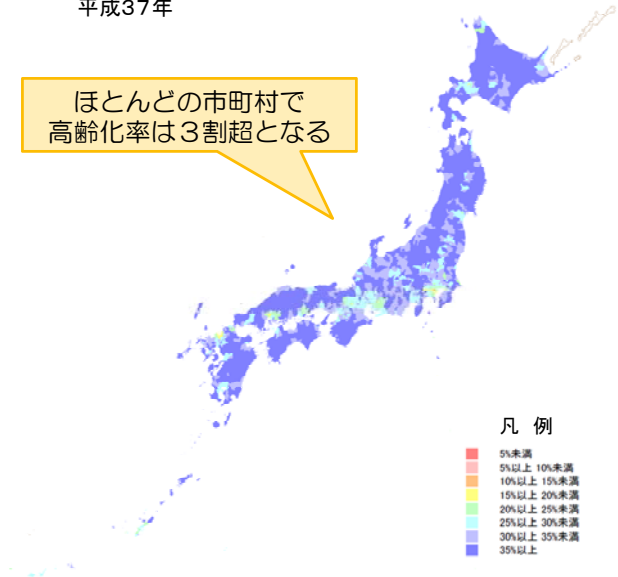 平成37年
ほとんどの市町村で
高齢化率は３割超となる
凡 例
5%未満
5%以上 10%未満
10%以上 15%未満
15%以上 20%未満
20%以上 25%未満
25%以上 30%未満
30%以上 35%未満
35%以上